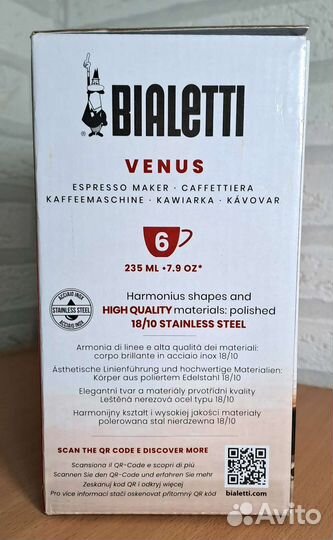 BIALETTI
VENUS
ESPRESSO MAKER · CAFFETTIERA
KAFFEEMASCHINE · KAWIARKA · KÁVOVAR
6
235 ML •7.9 OZ*
ACCIAIO INOX
STAINLESS STEEL
ACCIAIO INOX
Harmonius shapes and
HIGH QUALITY materials: polished
18/10 STAINLESS STEEL
Armonia di linee e alta qualità dei materiali:
corpo brillante in acciaio inox 18/10
Ästhetische Linienführung und hochwertige Materialien:
Körper aus poliertem Edelstahl 18/10
Elegantní tvar a materiály prvotřídní kvality
Leštěná nerezová ocel typu 18/10
Harmonijny kształt i wysokiej jakości materiały
polerowana stal nierdzewna 18/10
SCAN THE QR CODE E DISCOVER MORE
Scansiona il QR-Code e scopri di più
Scannen Sie den QR-Code und erfahren Sie mehr
Zeskanuj kod QR i odkryj więcej
Pro více informací stačí oskenovat přítomný QR kód
bialetti.com
Avito